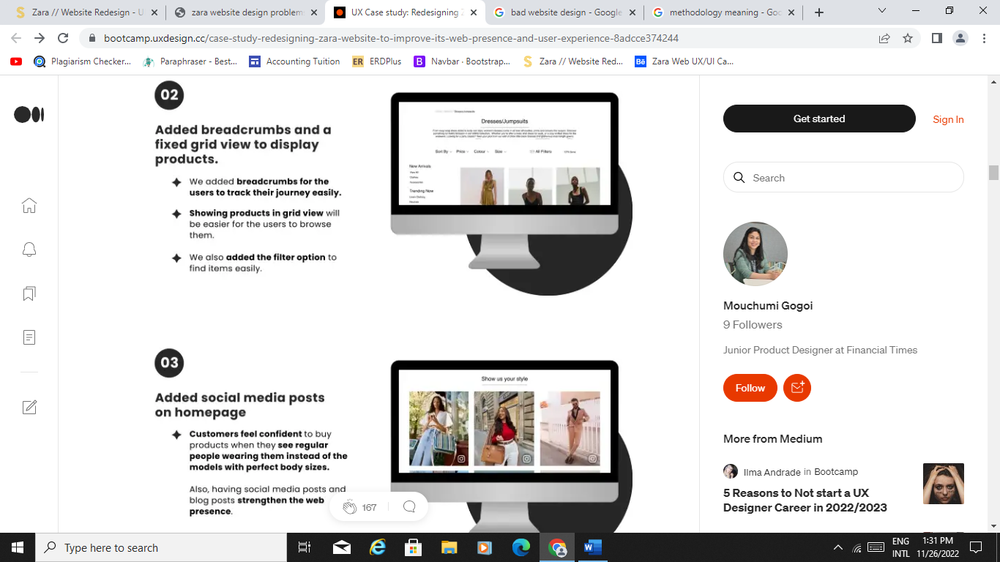 Zara // Website Redesign - U
zara website design problem
UX Case study: Redesigning Z
bad website design - Google
methodology meaning - Goo
bootcamp.uxdesign.cc/case-study-redesigning-zara-website-to-improve-its-web-presence-and-user-experience-8adcce374244
Plagiarism Checker...
Paraphraser - Best...
Accounting Tuition
ER
ERDPlus
B
Navbar · Bootstrap...
Zara // Website Red...
Bē
Zara Web UX/UI Ca...
02
Added breadcrumbs and a
fixed grid view to display
products.
We added breadcrumbs for the
users to track their journey easily.
Showing products in grid view will
be easier for the users to browse
them.
We also added the filter option to
find items easily.
Dresses/Jumpsuits
Sort By
Price
Colour
Size
All Filters
New Arrivals
View All
Clothes
Accessories
Trending Now
Linen Clothing
03
Added social media posts
on homepage
Customers feel confident to buy
products when they see regular
people wearing them instead of the
models with perfect body sizes.
Also, having social media posts and
blog posts strengthen the web
presence.
Show us your style
167
Get started
Sign In
Search
Mouchumi Gogoi
9 Followers
Junior Product Designer at Financial Times
Follow
More from Medium
Ilma Andrade in Bootcamp
5 Reasons to Not start a UX
Designer Career in 2022/2023
Type here to search
ENG
INTL
1:31 PM
11/26/2022